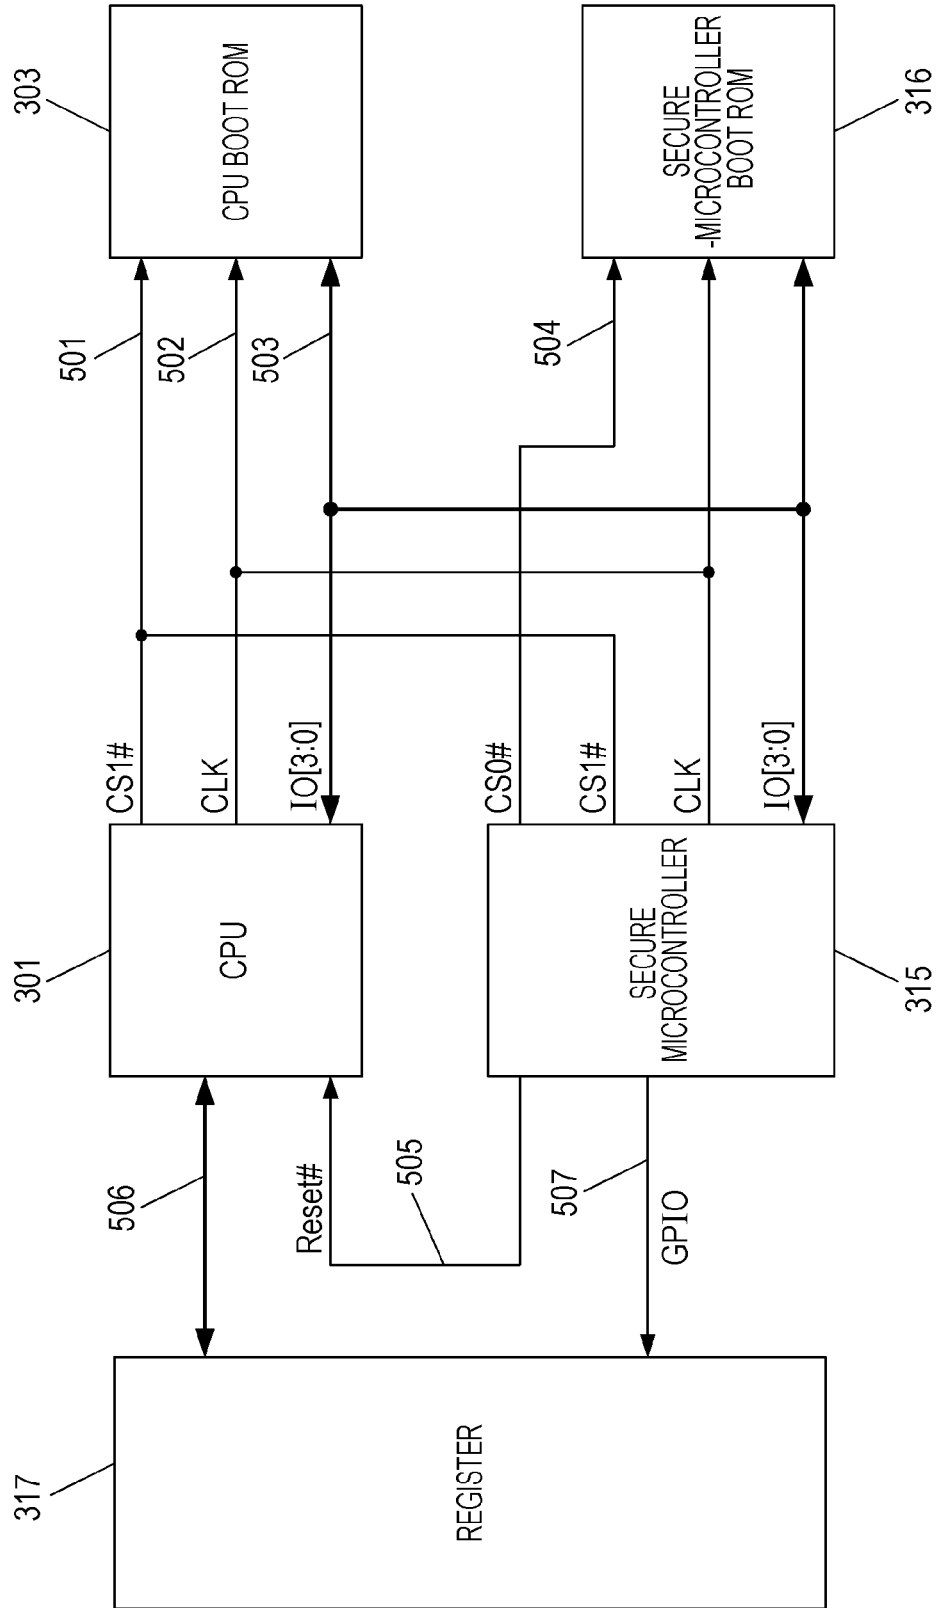 317
REGISTER
506
Reset#
505
507
GPIO
301
CPU
315
SECURE
MICROCONTROLLER
CS1#
CLK
IO[3:0]
CS0#
CS1#
CLK
IO[3:0]
501
502
503
504
303
CPU BOOT ROM
316
SECURE
-MICROCONTROLLER
BOOT ROM